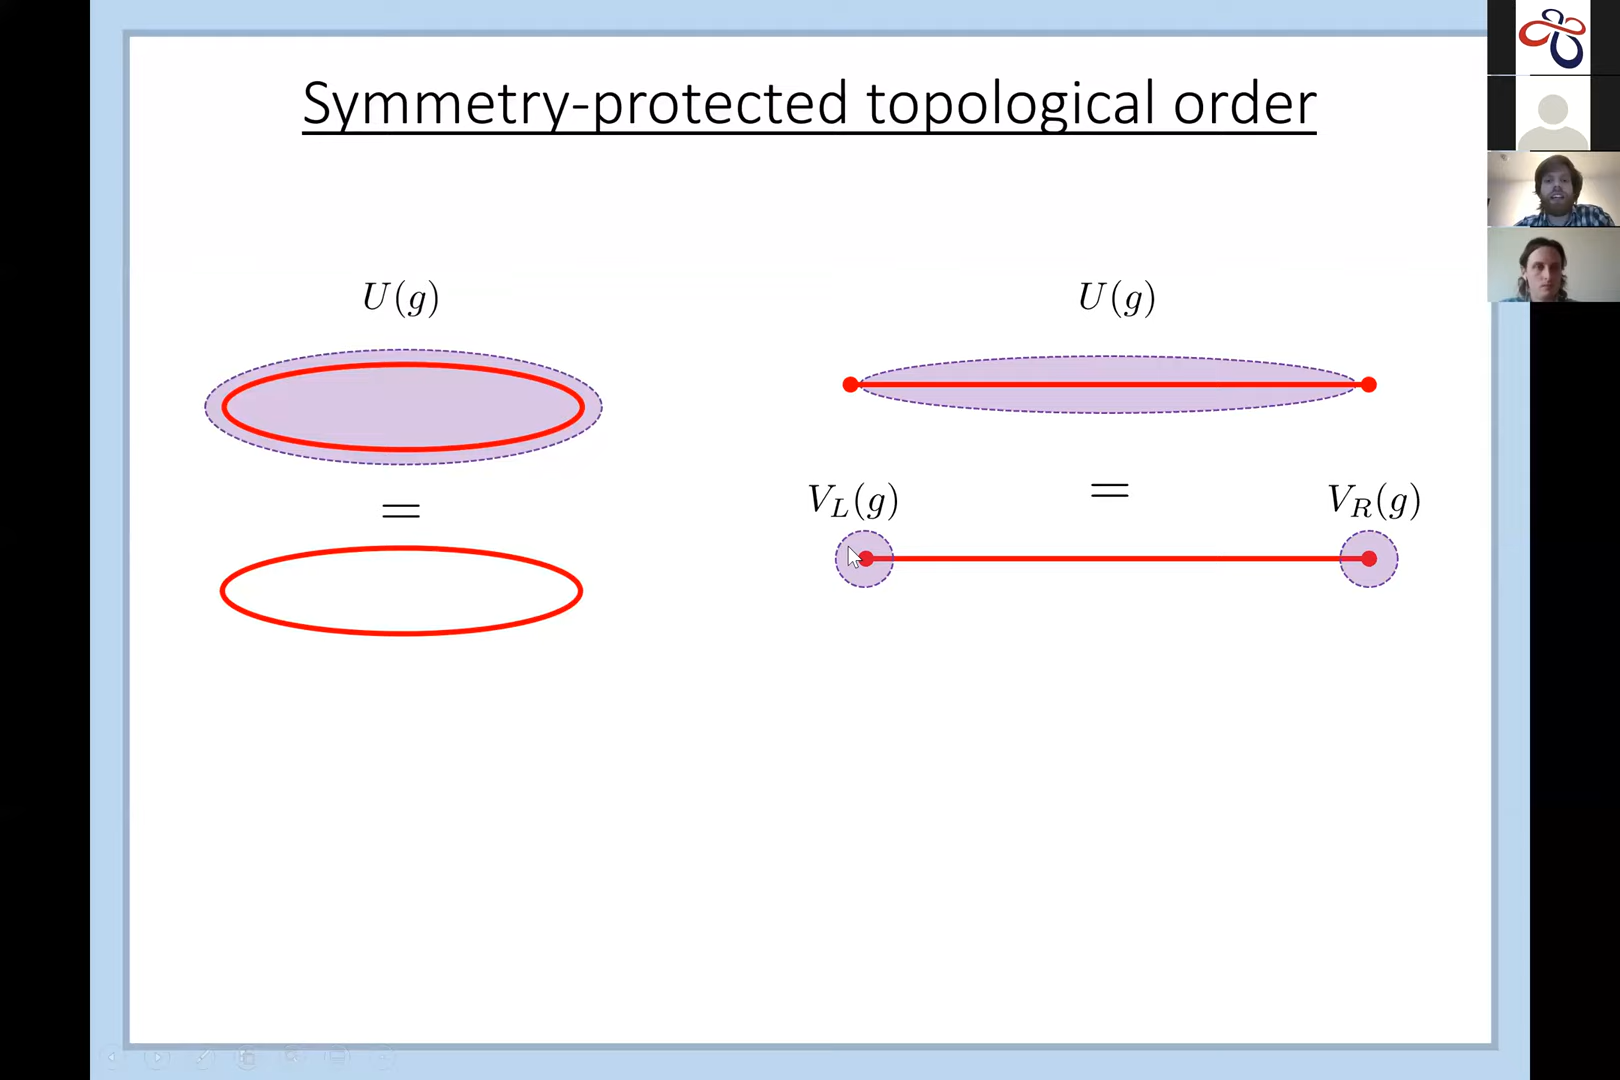 Symmetry-protected topological order
U(g)
U(g)
=
=
V_L(g)
V_R(g)